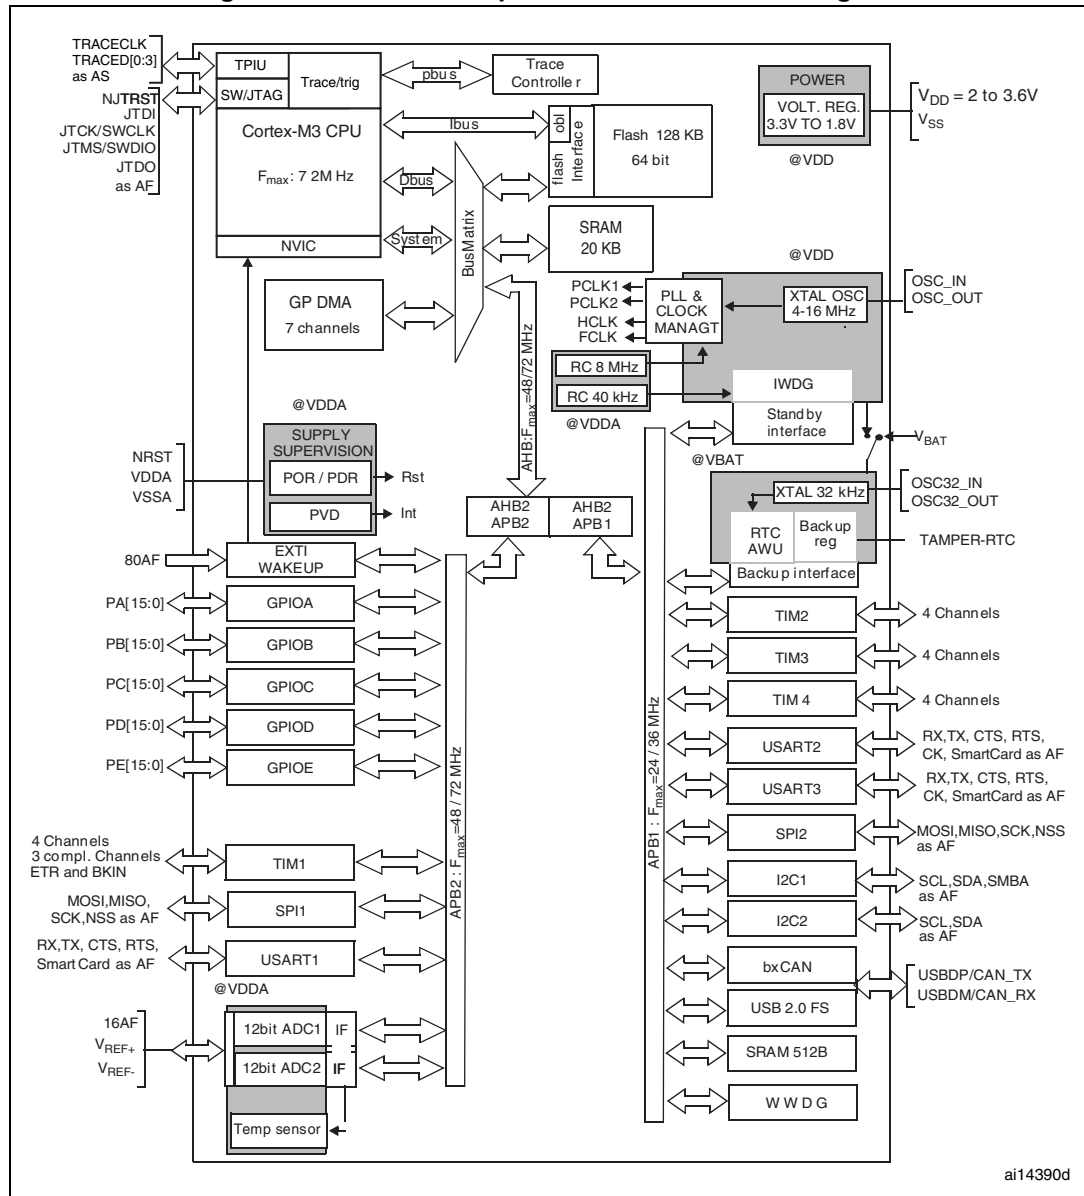 TRACECLK
TRACED[0:3]
as AS
NJTRST
JTDI
JTCK/SWCLK
JTMS/SWDIO
JTDO
as AF
TPIU
SW/JTAG
Trace/trig
Cortex-M3 CPU
Fmax: 7 2M Hz
NVIC
pbus
Trace
Controlle r
Ibus
Dbus
System
BusMatrix
obl
flash
Interface
Flash 128 KB
64 bit
SRAM
20 KB
POWER
VOLT. REG.
3.3V TO 1.8V
@VDD
VDD = 2 to 3.6V
VSS
GP DMA
7 channels
AHB:Fmax=48/72 MHz
@VDD
PCLK1
PCLK2
HCLK
FCLK
PLL &
CLOCK
MANAGT
XTAL OSC
4-16 MHz
OSC_IN
OSC_OUT
RC 8 MHz
RC 40 kHz
@VDDA
IWDG
Stand by
interface
@VBAT
VBAT
@VDDA
SUPPLY
SUPERVISION
POR / PDR
PVD
Rst
Int
NRST
VDDA
VSSA
AHB2
APB2
AHB2
APB1
XTAL 32 kHz
OSC32_IN
OSC32_OUT
RTC
AWU
Backup
reg
TAMPER-RTC
Backup interface
80AF
EXTI
WAKEUP
PA[ 15:0]
GPIOA
PB[ 15:0]
GPIOB
PC[15:0]
GPIOC
PD[15:0]
GPIOD
PE[15:0]
GPIOE
APB2 : Fmax=48 / 72 MHz
APB1 : Fmax=24 / 36 MHz
4 Channels
3 compl. Channels
ETR and BKIN
TIM1
MOSI,MISO,
SCK,NSS as AF
SPI1
RX,TX, CTS, RTS,
Smart Card as AF
USART1
@VDDA
16AF
VREF+
VREF-
12bit ADC1
IF
12bit ADC2
IF
Temp sensor
TIM2
4 Channels
TIM3
4 Channels
TIM 4
4 Channels
USART2
RX,TX, CTS, RTS,
CK, SmartCard as AF
USART3
RX,TX, CTS, RTS,
CK, SmartCard as AF
SPI2
MOSI,MISO,SCK,NSS
as AF
I2C1
SCL,SDA,SMBA
as AF
I2C2
SCL,SDA
as AF
bxCAN
USBDP/CAN_TX
USBDM/CAN_RX
USB 2.0 FS
SRAM 512B
W W D G
ai14390d